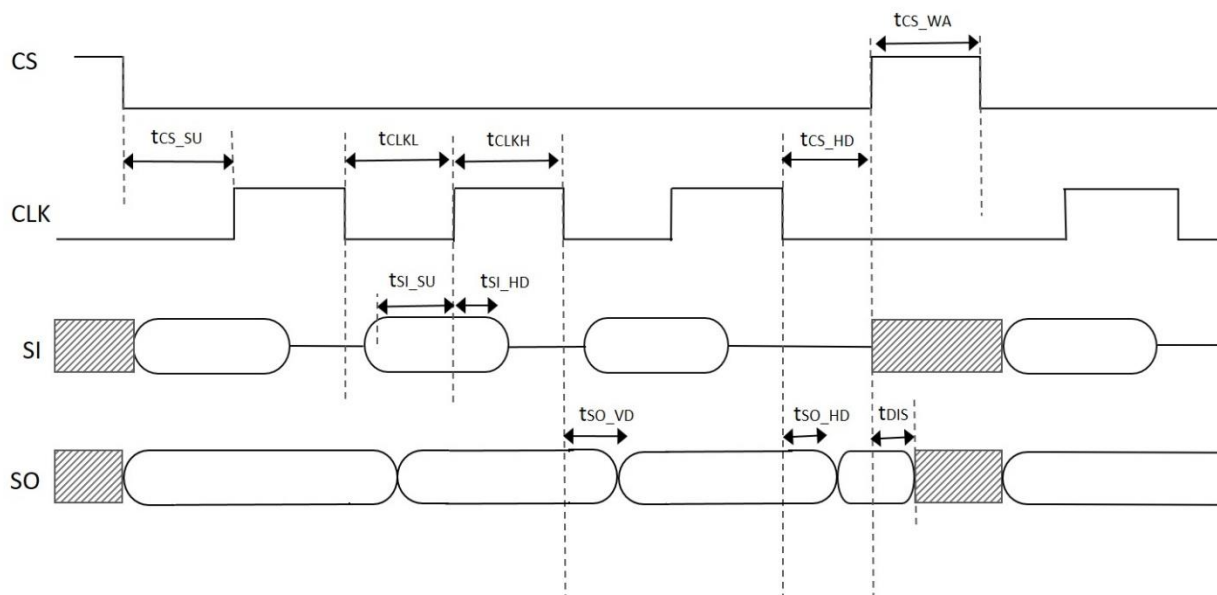 tCS_WA
CS
tCS_SU
tCLKL
tCLKH
tCS_HD
CLK
tSI_SU
tSI_HD
SI
tSO_VD
tSO_HD
tDIS
SO